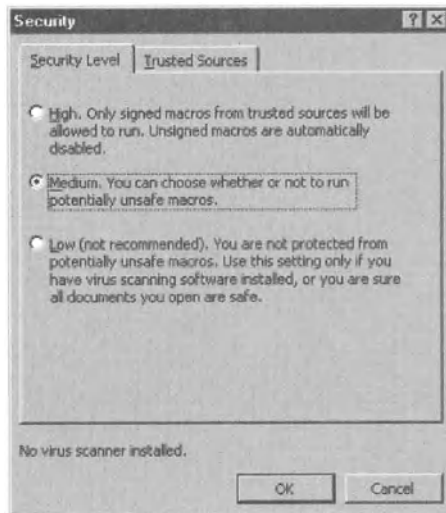 Security
Security Level
Trusted Sources
High. Only signed macros from trusted sources will be
allowed to run. Unsigned macros are automatically
disabled.
Medium. You can choose whether or not to run
potentially unsafe macros.
Low (not recommended). You are not protected from
potentially unsafe macros. Use this setting only if you
have virus scanning software installed, or you are sure
all documents you open are safe.
No virus scanner installed.
OK
Cancel